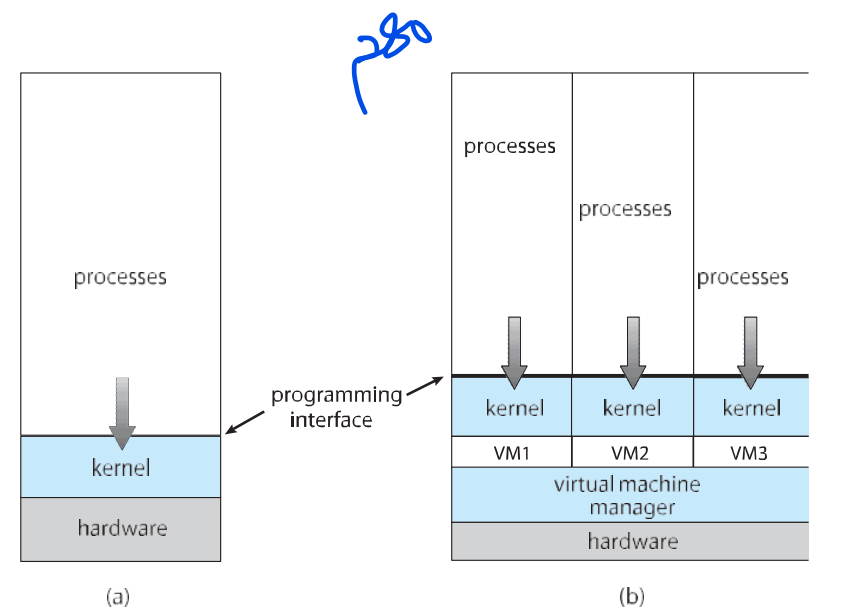 280
processes
processes
processes
processes
programming
interface
kernel
kernel
kernel
kernel
VM1
VM2
VM3
virtual machine
manager
hardware
hardware
(a)
(b)